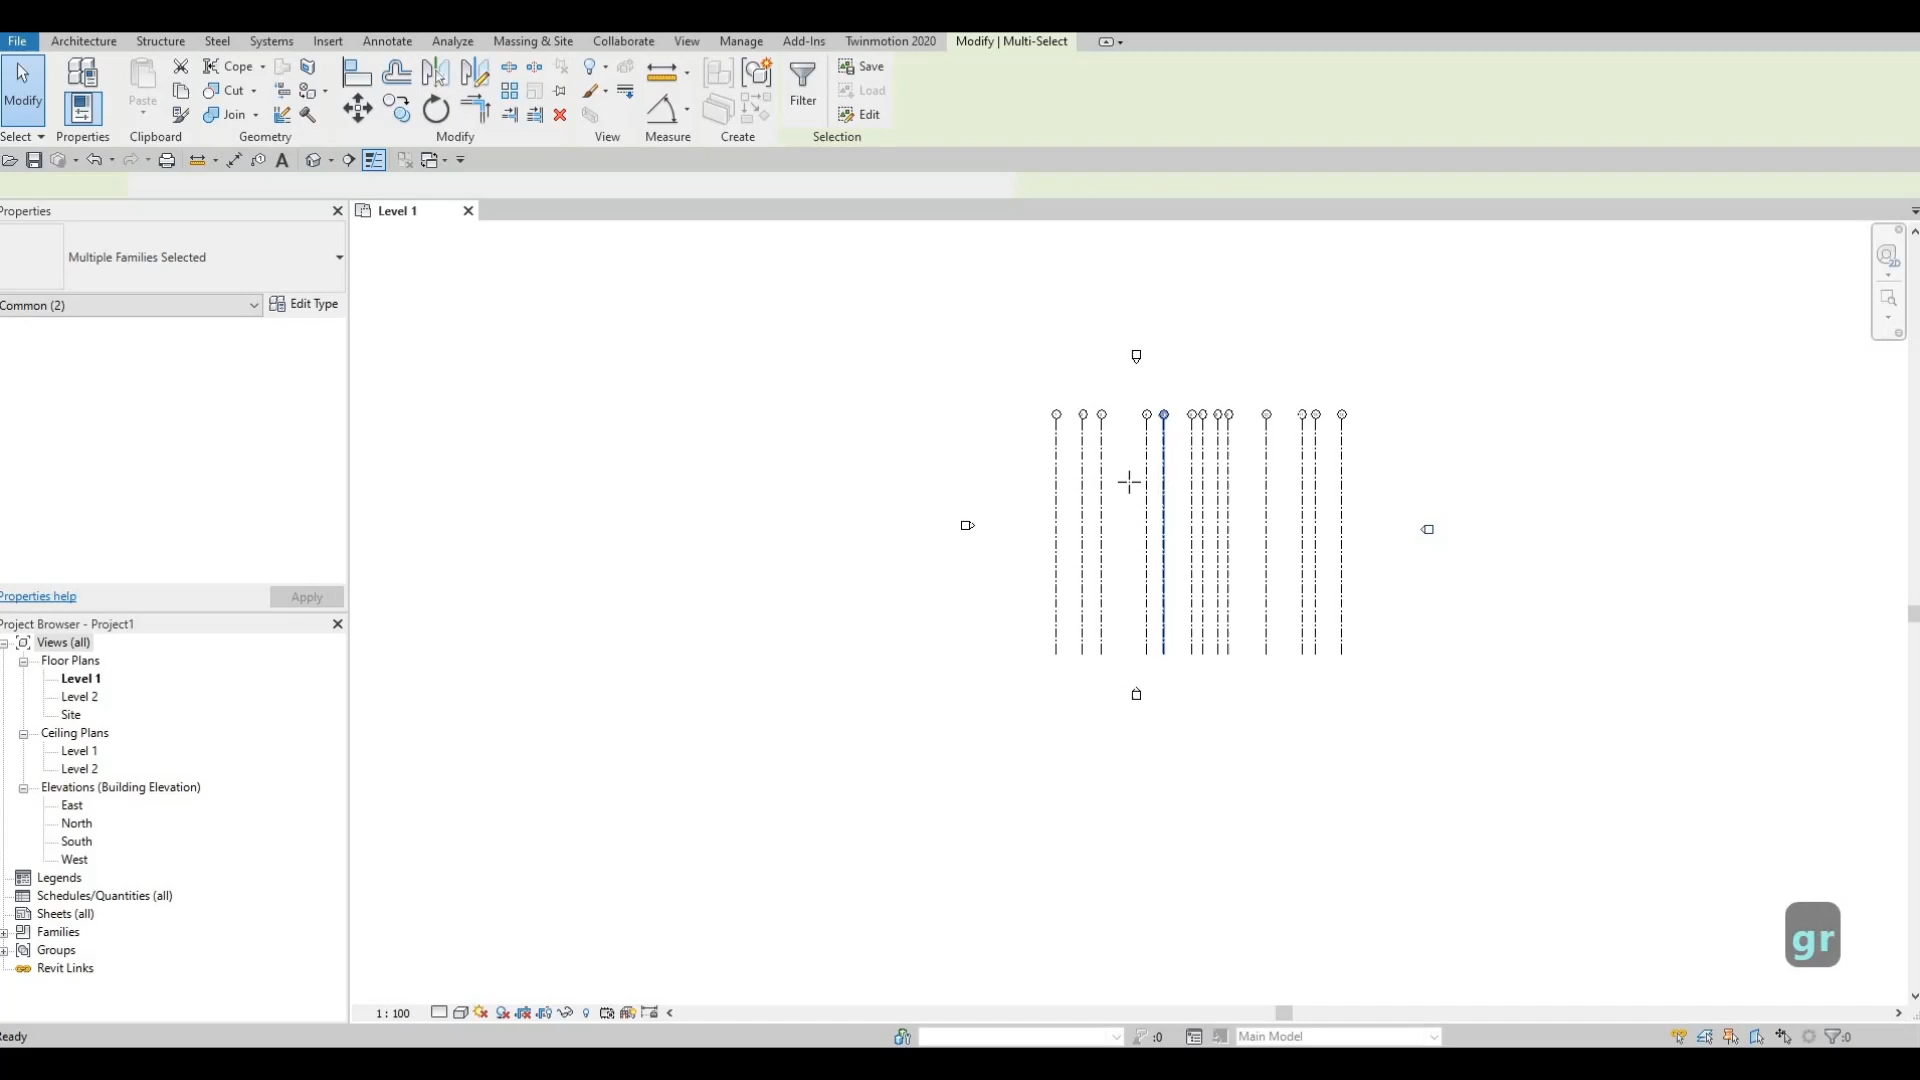 File Architecture Structure Steel Systems Insert Annotate Analyze Massing & Site Collaborate View Manage Add-Ins Twinmotion 2020 Modify | Multi-Select
Modify Paste Cope Cut Join Filter Save Load Edit
Select Properties Clipboard Geometry Modify View Measure Create Selection
Properties
Level 1
Multiple Families Selected
Common (2) Edit Type
Properties help Apply
Project Browser - Project1
Views (all)
Floor Plans
Level 1
Level 2
Site
Ceiling Plans
Level 1
Level 2
Elevations (Building Elevation)
East
North
South
West
Legends
Schedules/Quantities (all)
Sheets (all)
Families
Groups
Revit Links
gr
1 : 100
Ready :0 Main Model :0